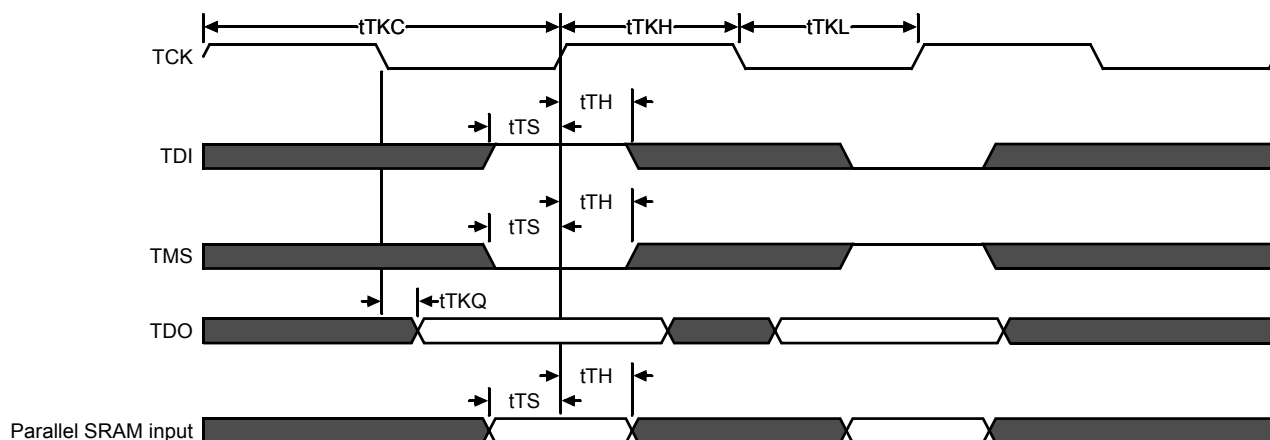 tTKC tTKH tTKL
TCK
tTH
tTS
TDI
tTH
tTS
TMS
tTKQ
TDO
tTH
tTS
Parallel SRAM input